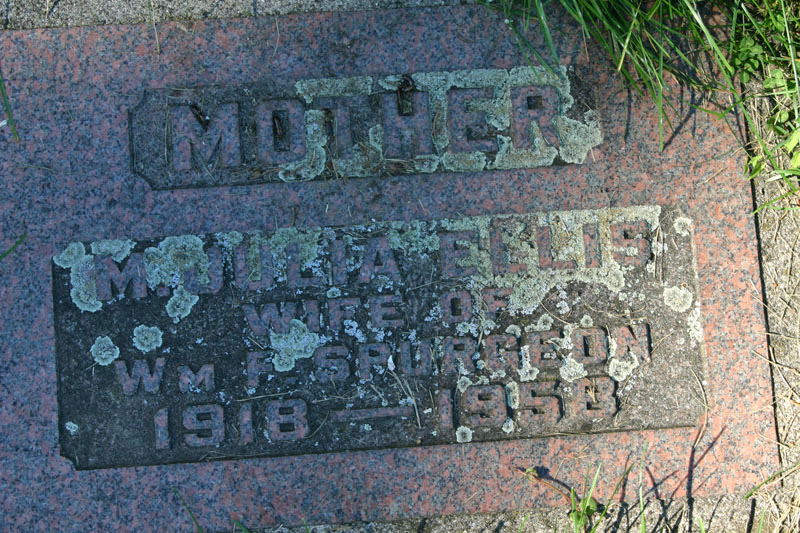 MOTHER
M. JULIA ELLIS
WIFE OF
WM F. SPURGEON
1918 — 1958